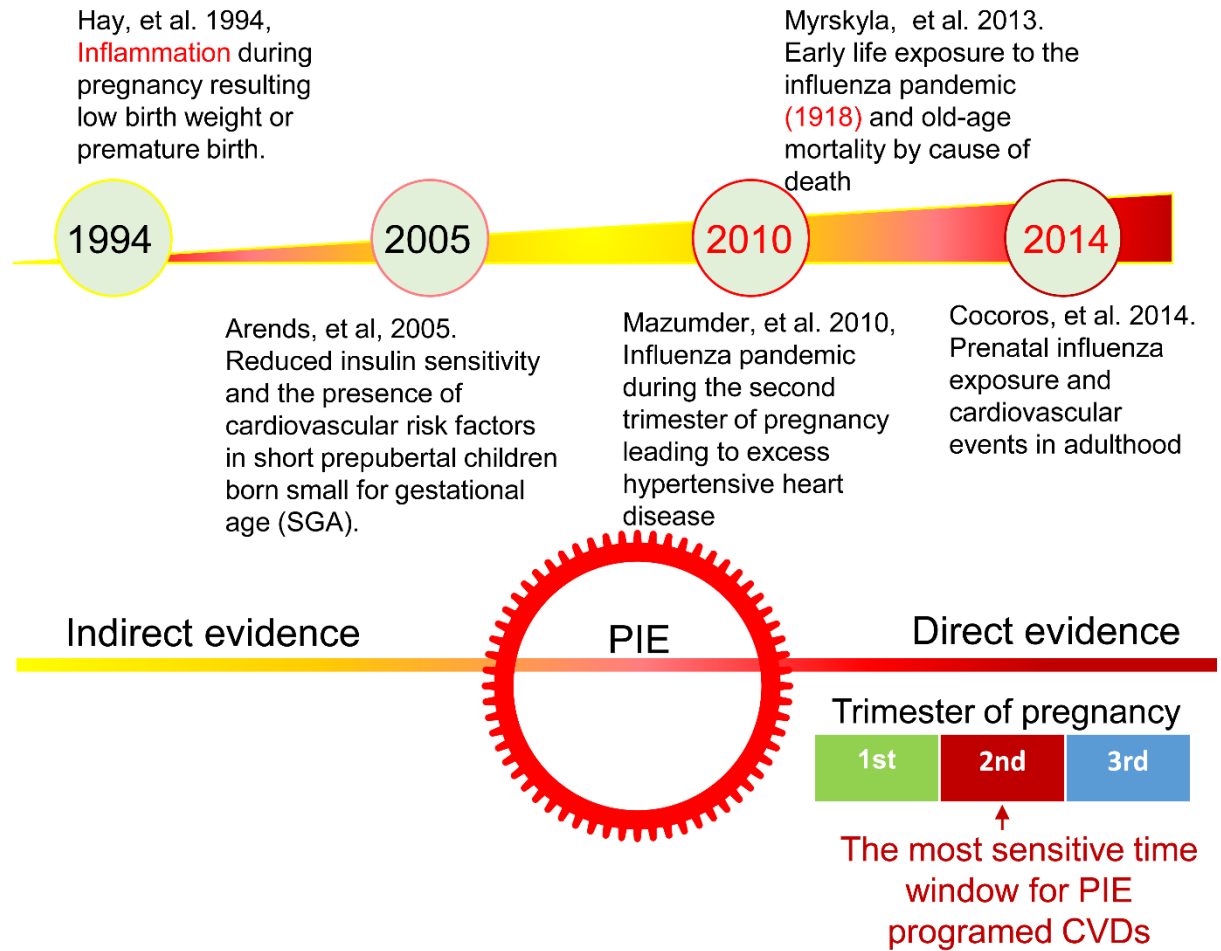 Hay, et al. 1994,
Inflammation during
pregnancy resulting
low birth weight or
premature birth.
Myrskyla,  et al. 2013.
Early life exposure to the
influenza pandemic
(1918) and old-age
mortality by cause of
death
1994
2005
2010
2014
Arends, et al, 2005.
Reduced insulin sensitivity
and the presence of
cardiovascular risk factors
in short prepubertal children
born small for gestational
age (SGA).
Mazumder, et al. 2010,
Influenza pandemic
during the second
trimester of pregnancy
leading to excess
hypertensive heart
disease
Cocoros, et al. 2014.
Prenatal influenza
exposure and
cardiovascular
events in adulthood
Indirect evidence
PIE
Direct evidence
Trimester of pregnancy
1st
2nd
3rd
The most sensitive time
window for PIE
programed CVDs